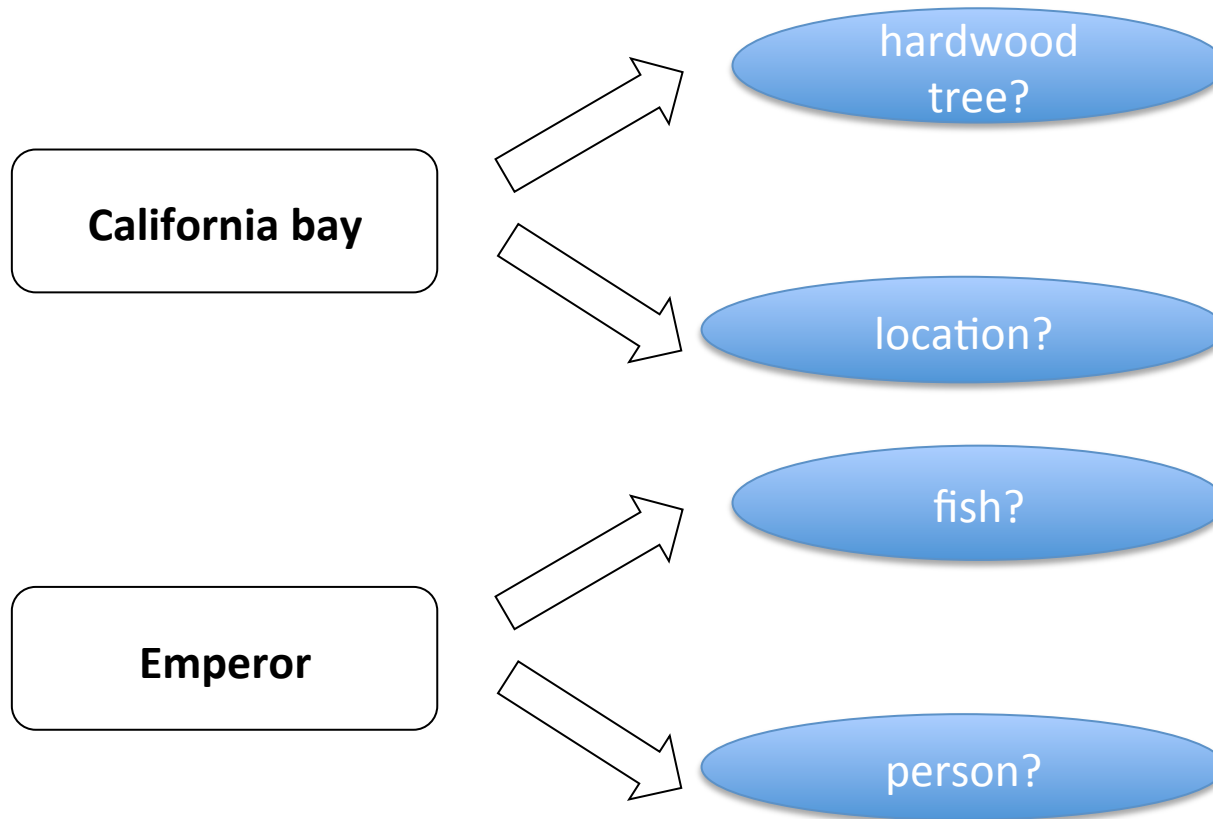 hardwood
tree?
California bay
location?
fish?
Emperor
person?